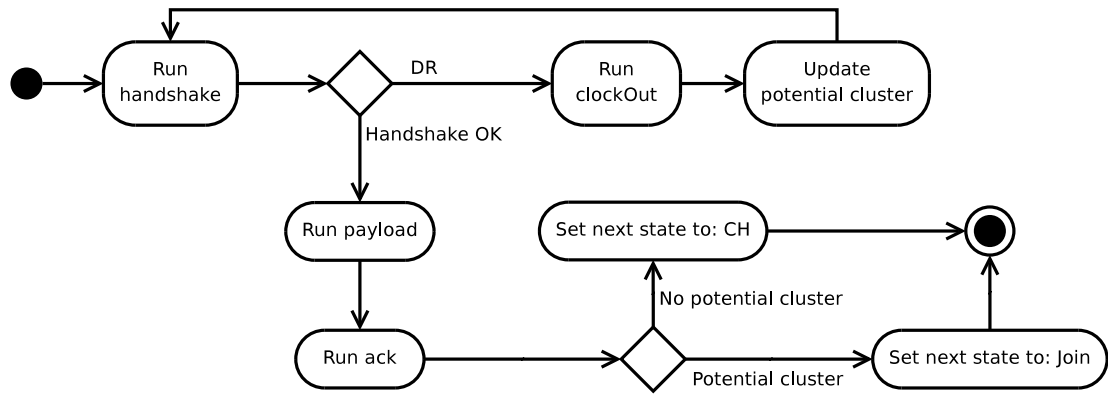 Run
handshake
DR
Run
clockOut
Update
potential cluster
Handshake OK
Run payload
Set next state to: CH
No potential cluster
Run ack
Potential cluster
Set next state to: Join